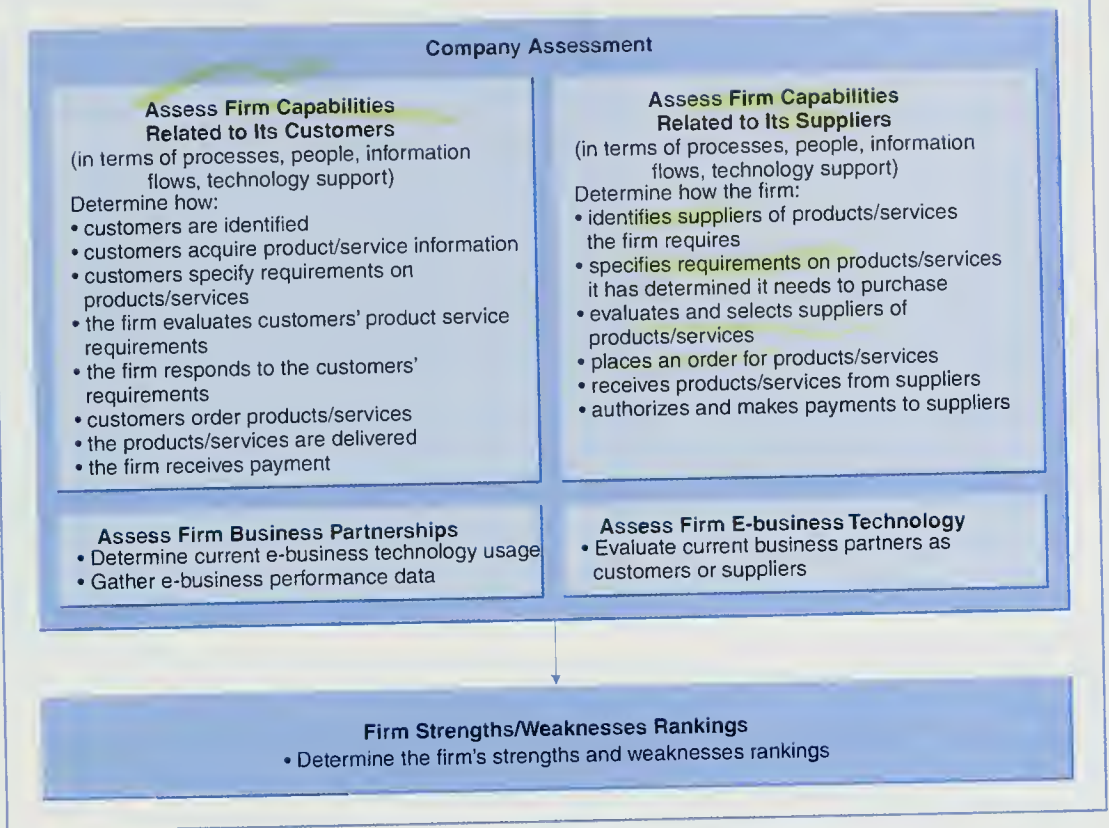 Company Assessment
Assess Firm Capabilities
Related to Its Customers
(in terms of processes, people, information
flows, technology support)
Determine how:
• customers are identified
• customers acquire product/service information
• customers specify requirements on
products/services
• the firm evaluates customers' product service
requirements
• the firm responds to the customers'
requirements
• customers order products/services
• the products/services are delivered
• the firm receives payment
Assess Firm Capabilities
Related to Its Suppliers
(in terms of processes, people, information
flows, technology support)
Determine how the firm:
• identifies suppliers of products/services
the firm requires
• specifies requirements on products/services
it has determined it needs to purchase
• evaluates and selects suppliers of
products/services
• places an order for products/services
• receives products/services from suppliers
• authorizes and makes payments to suppliers
Assess Firm Business Partnerships
• Determine current e-business technology usage
• Gather e-business performance data
Assess Firm E-business Technology
• Evaluate current business partners as
customers or suppliers
Firm Strengths/Weaknesses Rankings
• Determine the firm's strengths and weaknesses rankings